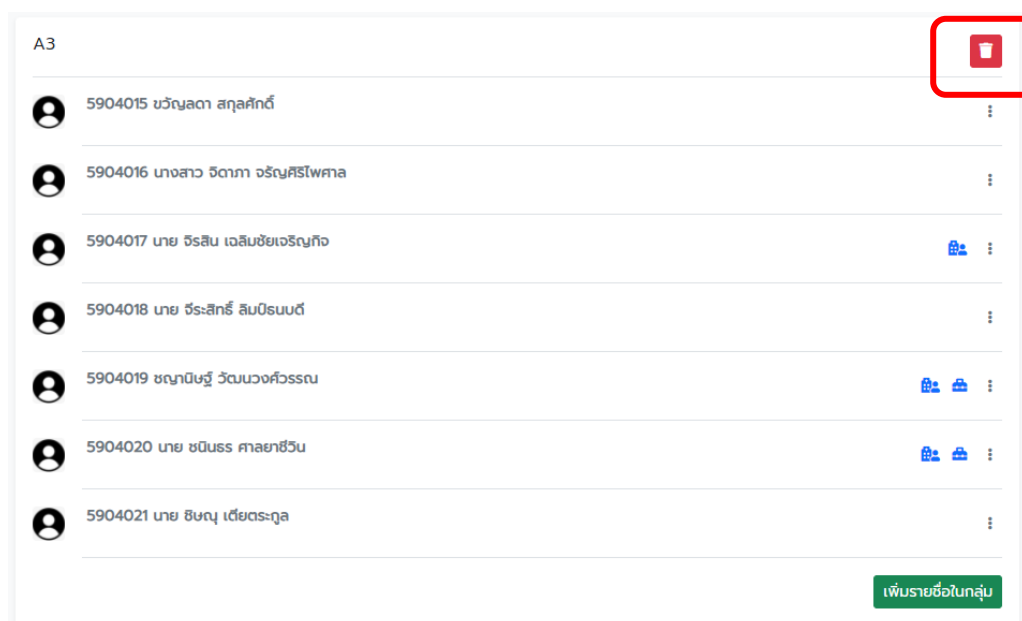 A3
5904015 ขวัญลดา สกุลศักดิ์
5904016 นางสาว จิดาภา จรัญศิริไพศาล
5904017 นาย จิรสิน เฉลิมชัยเจริญกิจ
5904018 นาย จีระสิทธิ์ ลิมป์ธนบดี
5904019 ชญานิษฐ์ วัฒนวงศ์วรรณ
5904020 นาย ชนินธร ศาลยาชีวิน
5904021 นาย ชิษณุ เตียตระกูล
เพิ่มรายชื่อในกลุ่ม